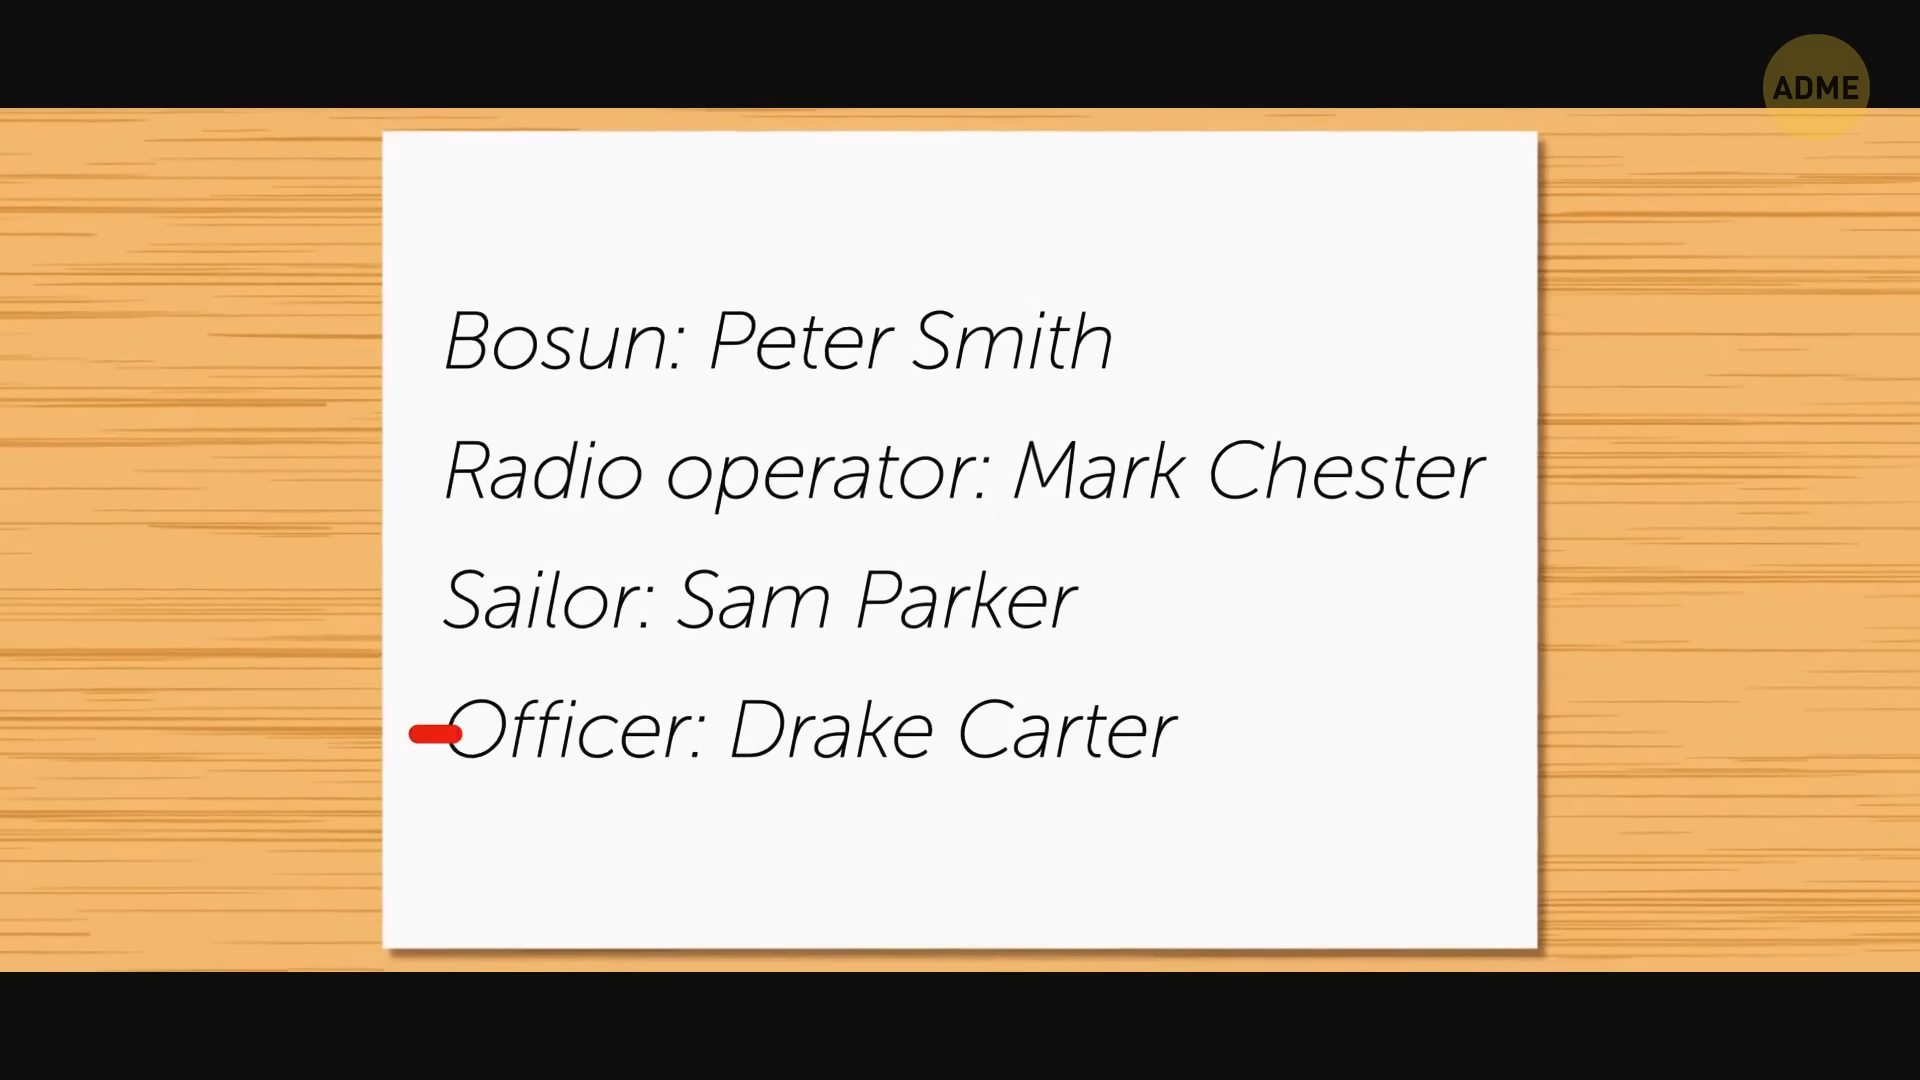 ADME
Bosun: Peter Smith
Radio operator: Mark Chester
Sailor: Sam Parker
Officer: Drake Carter